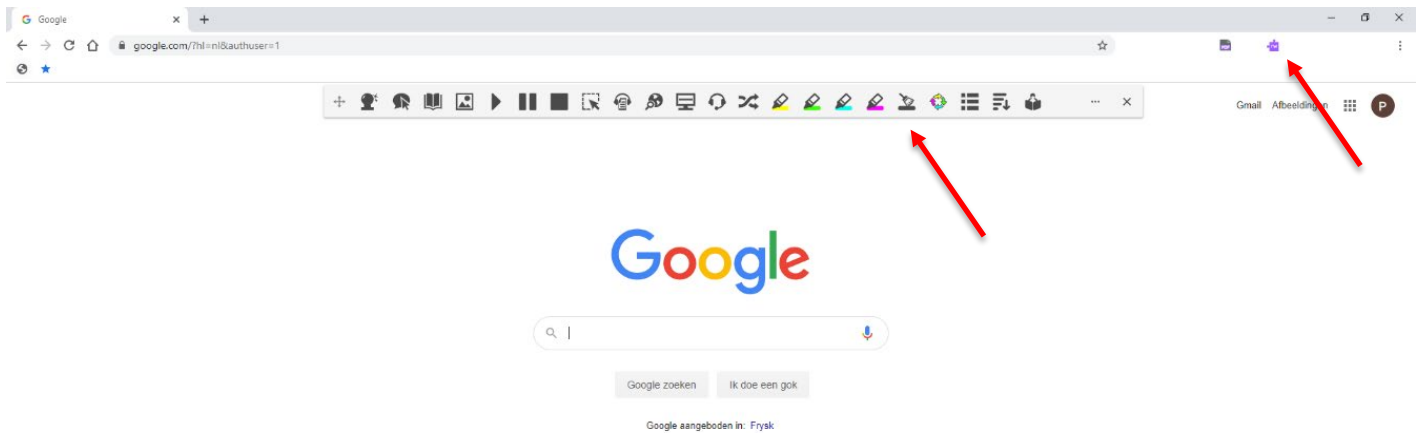 Google
google.com/?hl=nl&authuser=1
Gmail Afbeeldingen P
Google
Google zoeken Ik doe een gok
Google aangeboden in: Frysk